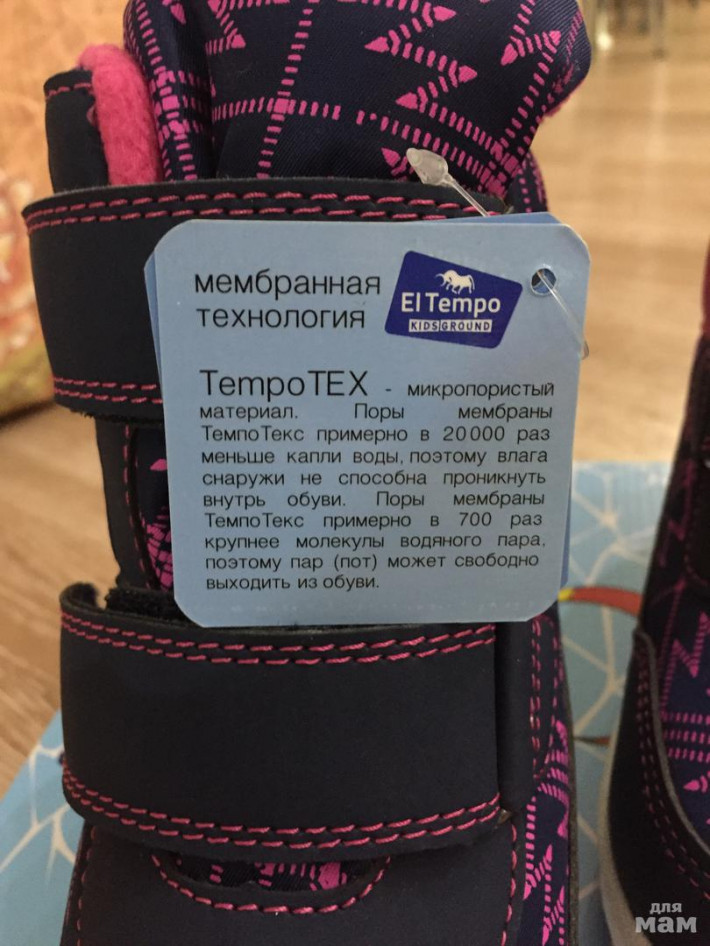 мембранная
технология
El Tempo
KIDS GROUND
TempoTEX - микропористый
материал. Поры мембраны
ТемпоТекс примерно в 20000 раз
меньше капли воды, поэтому влага
снаружи не способна проникнуть
внутрь обуви. Поры мембраны
ТемпоТекс примерно в 700 раз
крупнее молекулы водяного пара,
поэтому пар (пот) может свободно
выходить из обуви.
для
мам